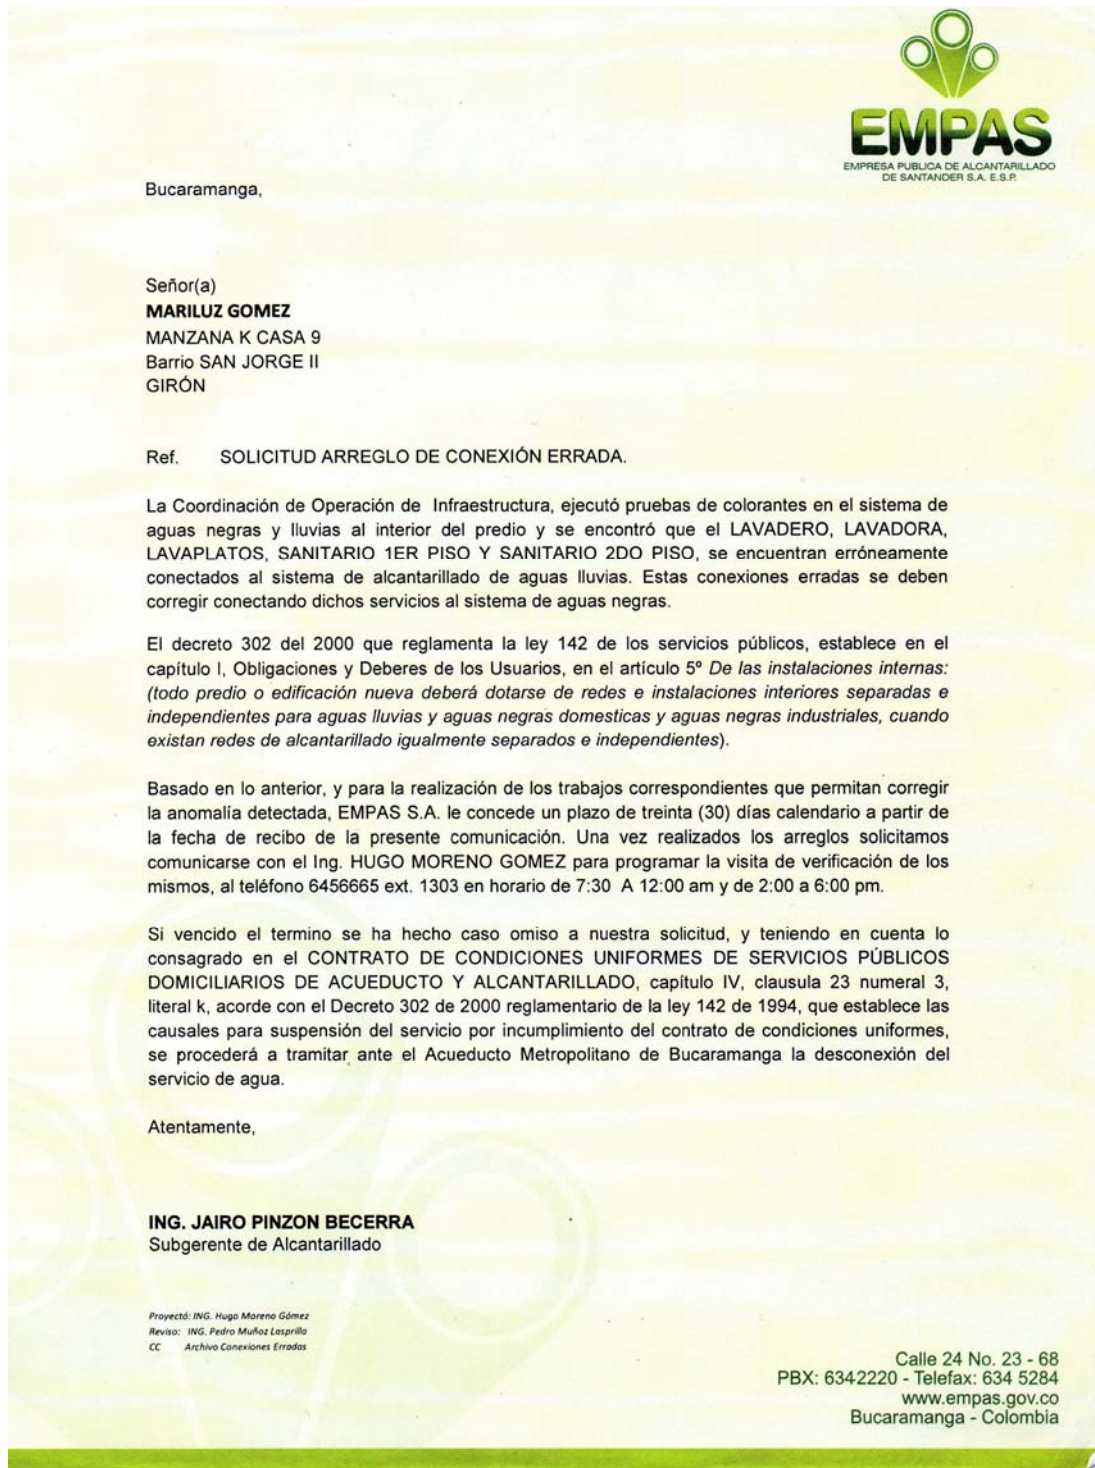 EMPAS
EMPRESA PUBLICA DE ALCANTARILLADO
DE SANTANDER S.A. E.S.P.
Bucaramanga,
Señor(a)
MARILUZ GOMEZ
MANZANA K CASA 9
Barrio SAN JORGE II
GIRÓN
Ref. SOLICITUD ARREGLO DE CONEXIÓN ERRADA.
La Coordinación de Operación de Infraestructura, ejecutó pruebas de colorantes en el sistema de
aguas negras y lluvias al interior del predio y se encontró que el LAVADERO, LAVADORA,
LAVAPLATOS, SANITARIO 1ER PISO Y SANITARIO 2DO PISO, se encuentran erróneamente
conectados al sistema de alcantarillado de aguas lluvias. Estas conexiones erradas se deben
corregir conectando dichos servicios al sistema de aguas negras.
El decreto 302 del 2000 que reglamenta la ley 142 de los servicios públicos, establece en el
capítulo I, Obligaciones y Deberes de los Usuarios, en el artículo 5º De las instalaciones internas:
(todo predio o edificación nueva deberá dotarse de redes e instalaciones interiores separadas e
independientes para aguas lluvias y aguas negras domesticas y aguas negras industriales, cuando
existan redes de alcantarillado igualmente separados e independientes).
Basado en lo anterior, y para la realización de los trabajos correspondientes que permitan corregir
la anomalía detectada, EMPAS S.A. le concede un plazo de treinta (30) días calendario a partir de
la fecha de recibo de la presente comunicación. Una vez realizados los arreglos solicitamos
comunicarse con el Ing. HUGO MORENO GOMEZ para programar la visita de verificación de los
mismos, al teléfono 6456665 ext. 1303 en horario de 7:30 A 12:00 am y de 2:00 a 6:00 pm.
Si vencido el termino se ha hecho caso omiso a nuestra solicitud, y teniendo en cuenta lo
consagrado en el CONTRATO DE CONDICIONES UNIFORMES DE SERVICIOS PÚBLICOS
DOMICILIARIOS DE ACUEDUCTO Y ALCANTARILLADO, capítulo IV, clausula 23 numeral 3,
literal k, acorde con el Decreto 302 de 2000 reglamentario de la ley 142 de 1994, que establece las
causales para suspensión del servicio por incumplimiento del contrato de condiciones uniformes,
se procederá a tramitar ante el Acueducto Metropolitano de Bucaramanga la desconexión del
servicio de agua.
Atentamente,
ING. JAIRO PINZON BECERRA
Subgerente de Alcantarillado
Proyectó: ING. Hugo Moreno Gómez
Reviso: ING. Pedro Muñoz Lasprilla
CC Archivo Conexiones Erradas
Calle 24 No. 23 - 68
PBX: 6342220 - Telefax: 634 5284
www.empas.gov.co
Bucaramanga - Colombia